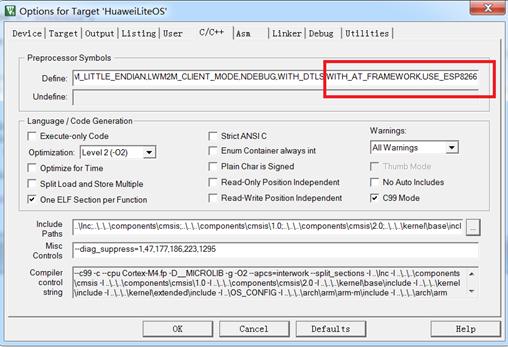 Options for Target 'HuaweiLiteOS'
Device Target Output Listing User C/C++ Asm Linker Debug Utilities
Preprocessor Symbols
Define: M_LITTLE_ENDIAN,LWM2M_CLIENT_MODE,NDEBUG,WITH_DTLS,WITH_AT_FRAMEWORK,USE_ESP8266
Undefine:
Language / Code Generation
Execute-only Code Strict ANSI C Warnings:
Optimization: Level 2 (-O2) Enum Container always int All Warnings
Optimize for Time Plain Char is Signed Thumb Mode
Split Load and Store Multiple Read-Only Position Independent No Auto Includes
One ELF Section per Function Read-Write Position Independent C99 Mode
Include Paths ..\Inc;..\..\..\components\cmsis;..\..\..\components\cmsis\1.0;..\..\..\components\cmsis\2.0;..\..\..\kernel\base\incl ...
Misc Controls --diag_suppress=1,47,177,186,223,1295
Compiler control string --c99 -c --cpu Cortex-M4.fp -D__MICROLIB -g -O2 --apcs=interwork --split_sections -I ../Inc -I ../../../components
/cmsis -I ../../../components/cmsis/1.0 -I ../../../components/cmsis/2.0 -I ../../../kernel/base/include -I ../../../kernel
/include -I ../../../kernel/extended/include -I ../OS_CONFIG -I ../../../arch/arm/arm-m/include -I ../../../arch/arm
OK Cancel Defaults Help